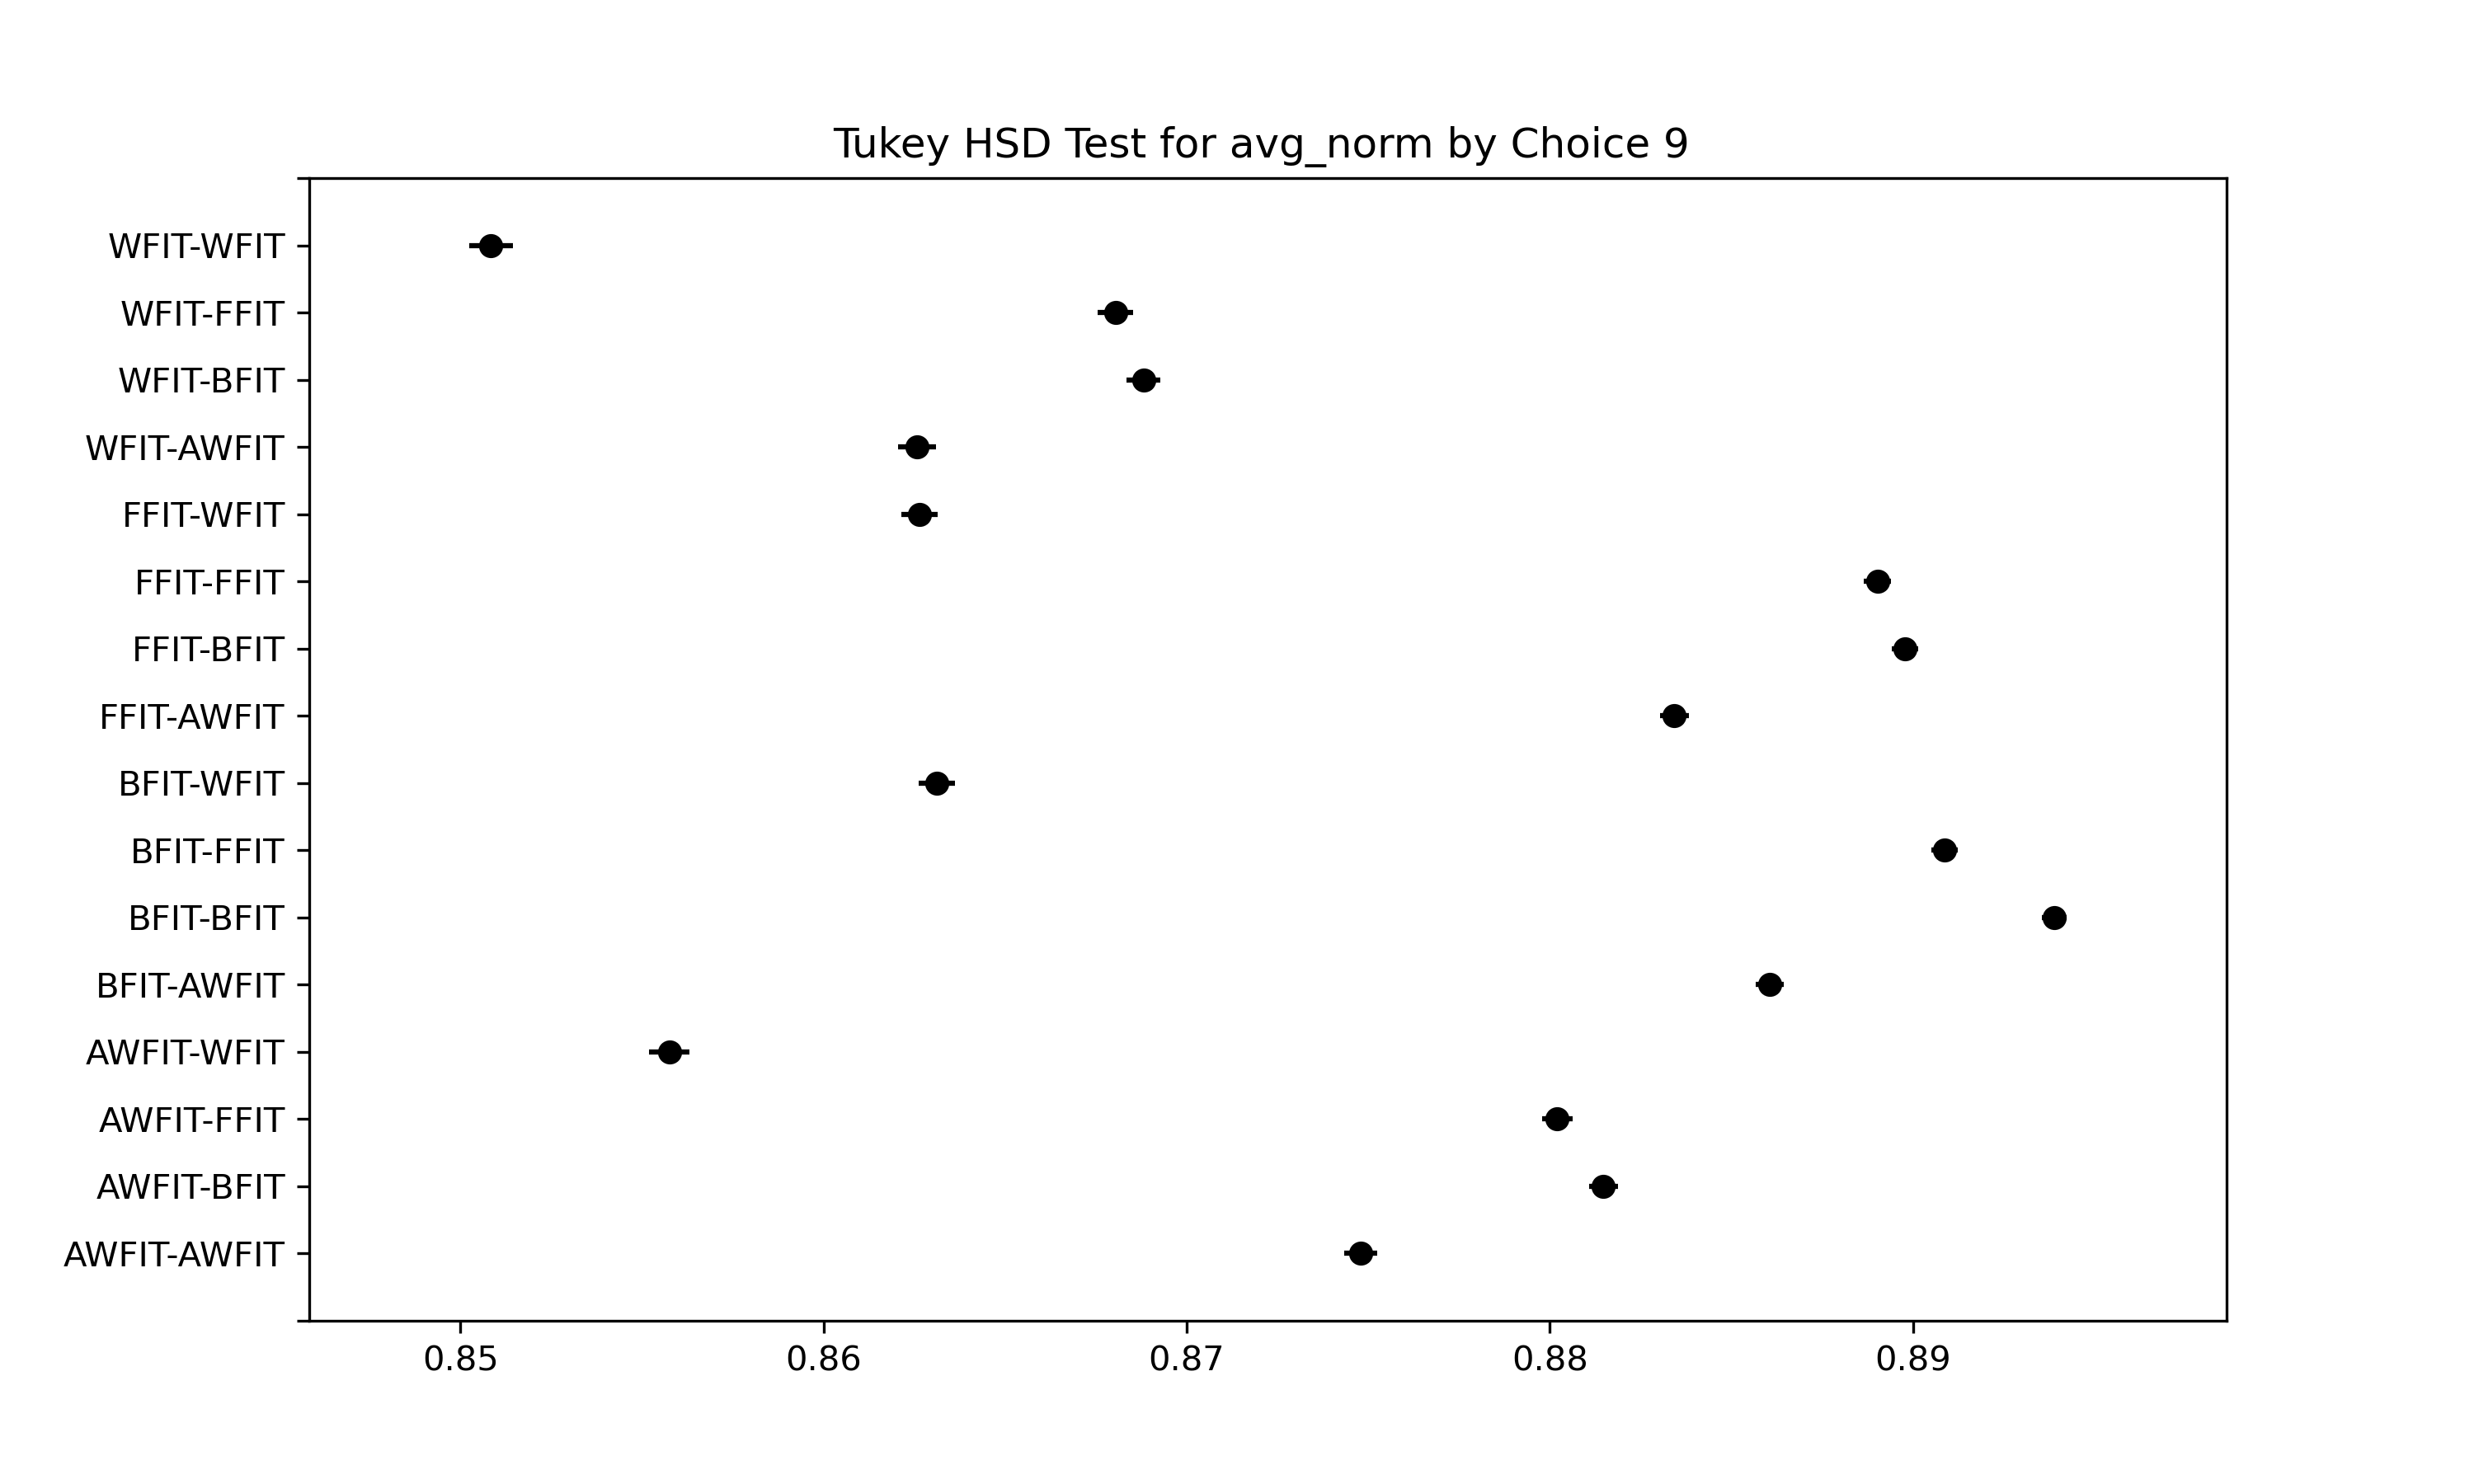 Tukey HSD Test for avg_norm by Choice 9
WFIT-WFIT
WFIT-FFIT
WFIT-BFIT
WFIT-AWFIT
FFIT-WFIT
FFIT-FFIT
FFIT-BFIT
FFIT-AWFIT
BFIT-WFIT
BFIT-FFIT
BFIT-BFIT
BFIT-AWFIT
AWFIT-WFIT
AWFIT-FFIT
AWFIT-BFIT
AWFIT-AWFIT
0.85 0.86 0.87 0.88 0.89